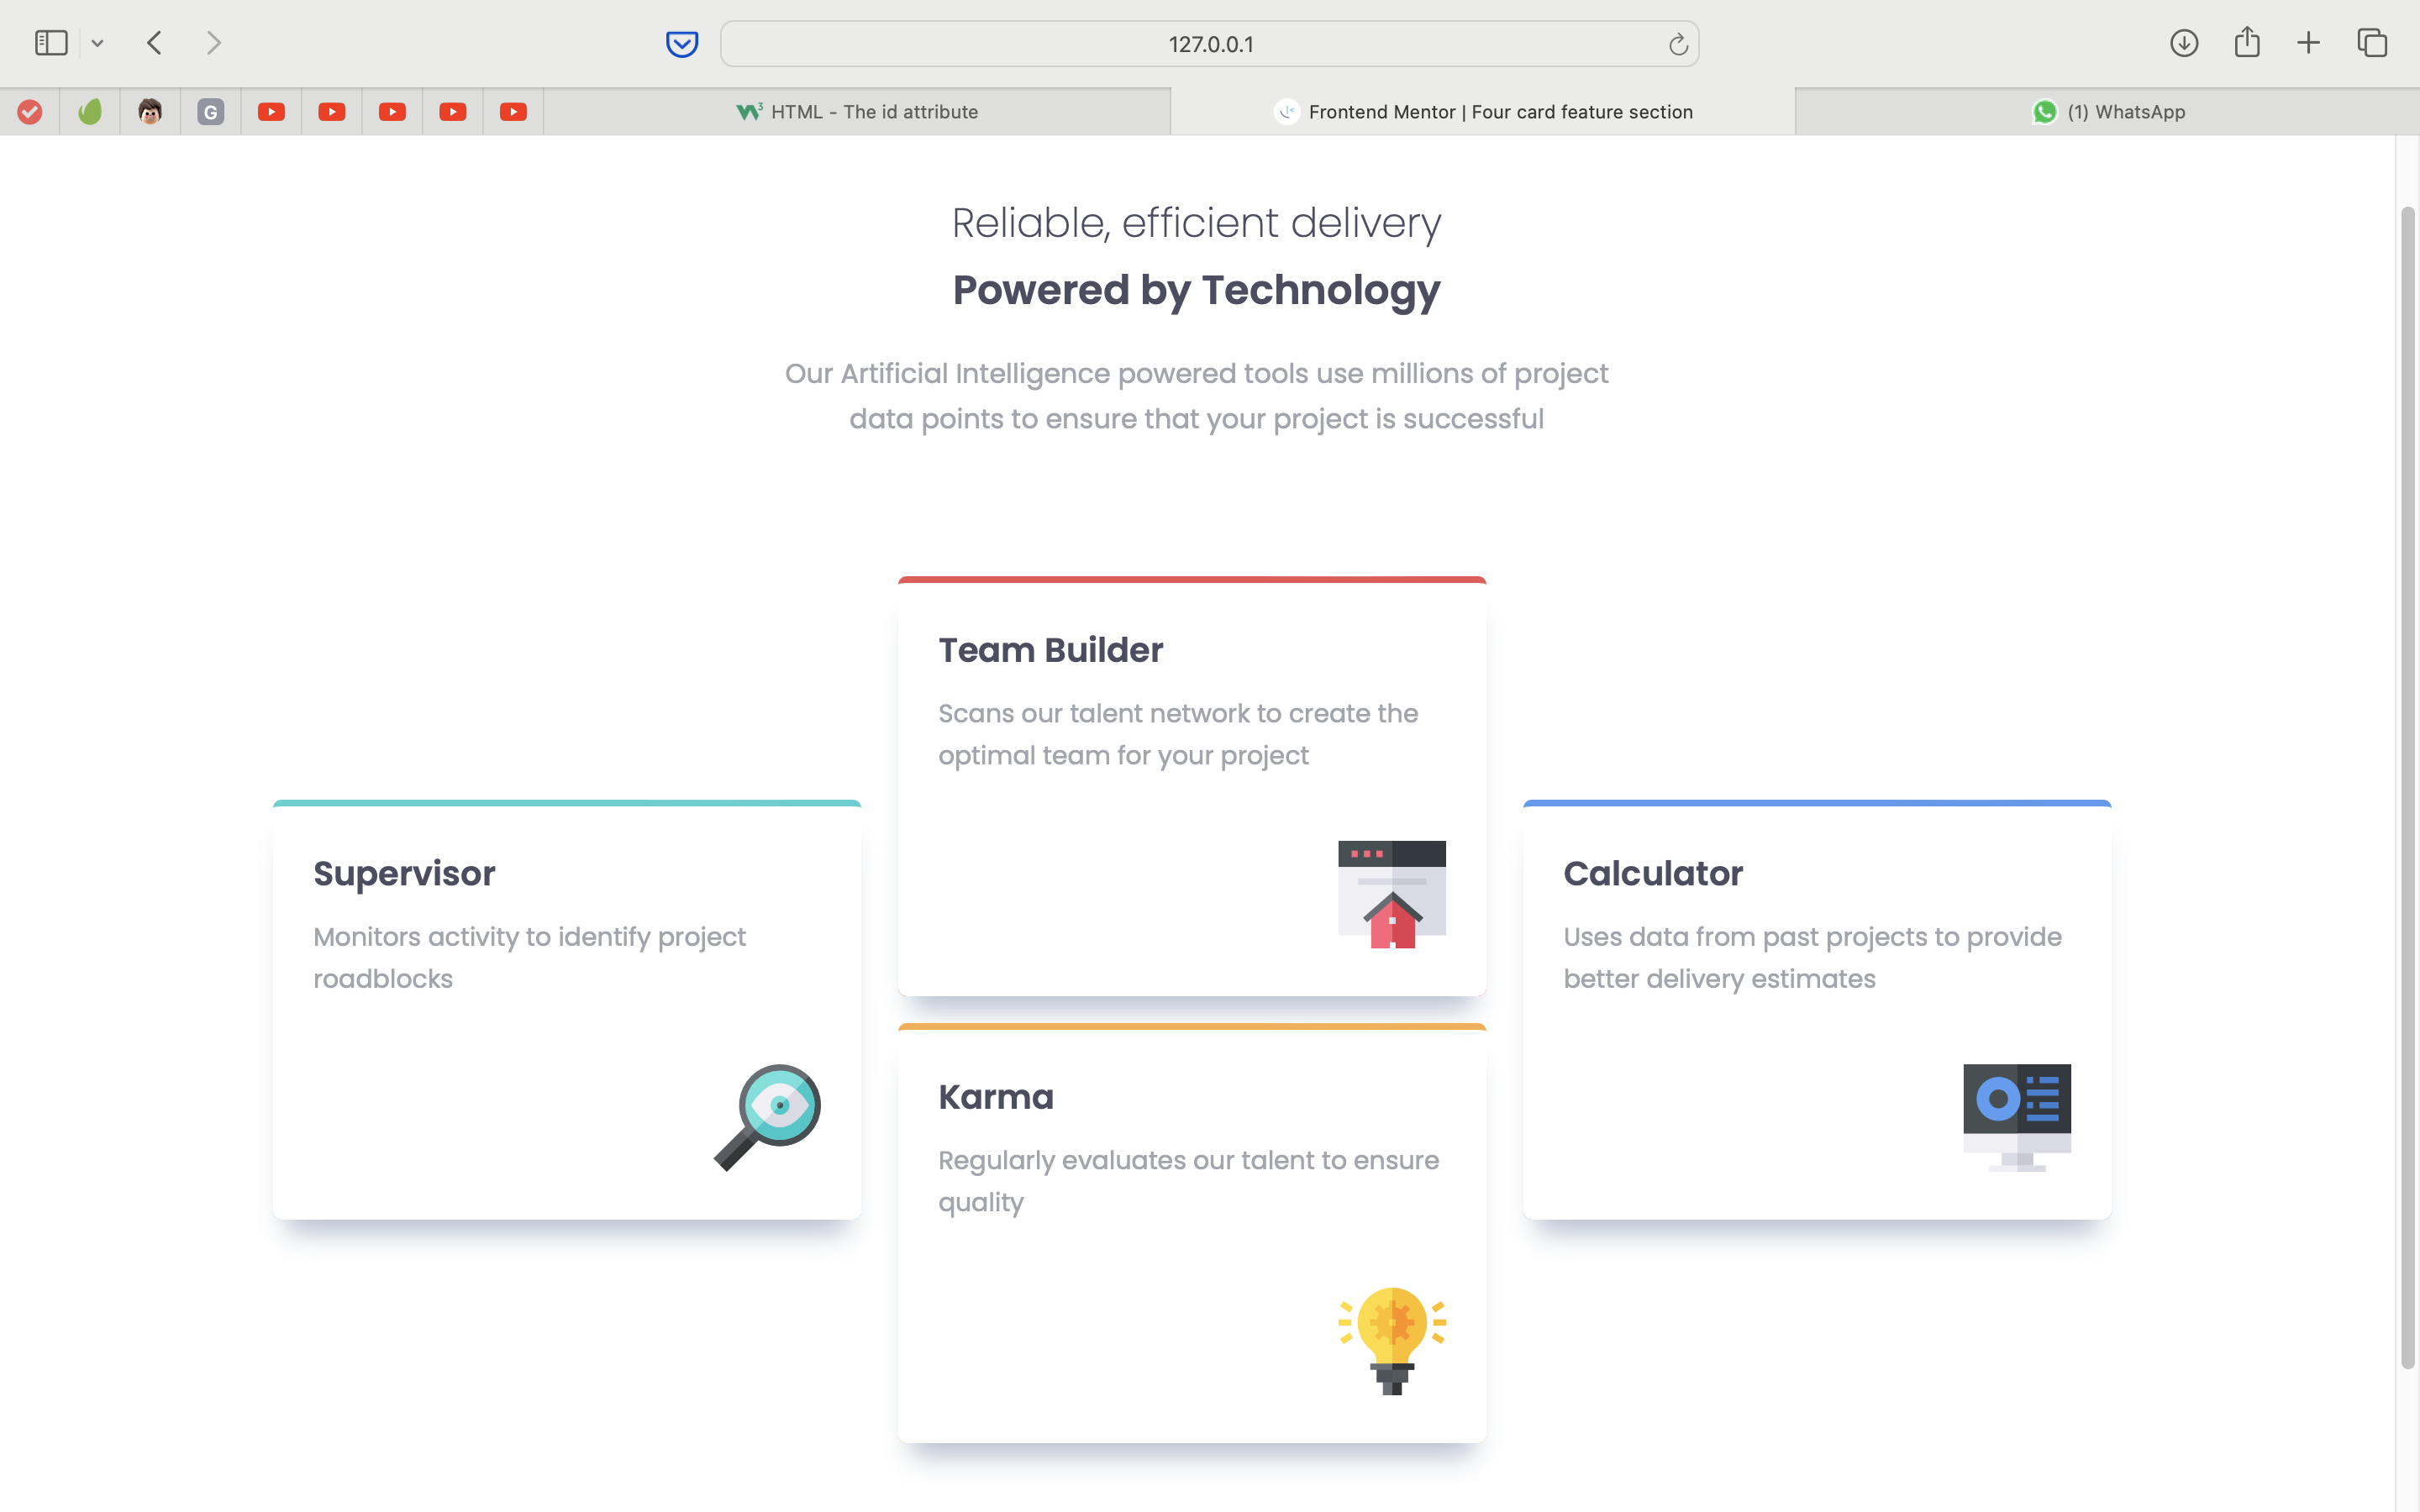 127.0.0.1
G
W3 HTML - The id attribute
Frontend Mentor | Four card feature section
(1) WhatsApp
Reliable, efficient delivery
Powered by Technology
Our Artificial Intelligence powered tools use millions of project
data points to ensure that your project is successful
Team Builder
Scans our talent network to create the
optimal team for your project
Supervisor
Monitors activity to identify project
roadblocks
Calculator
Uses data from past projects to provide
better delivery estimates
Karma
Regularly evaluates our talent to ensure
quality